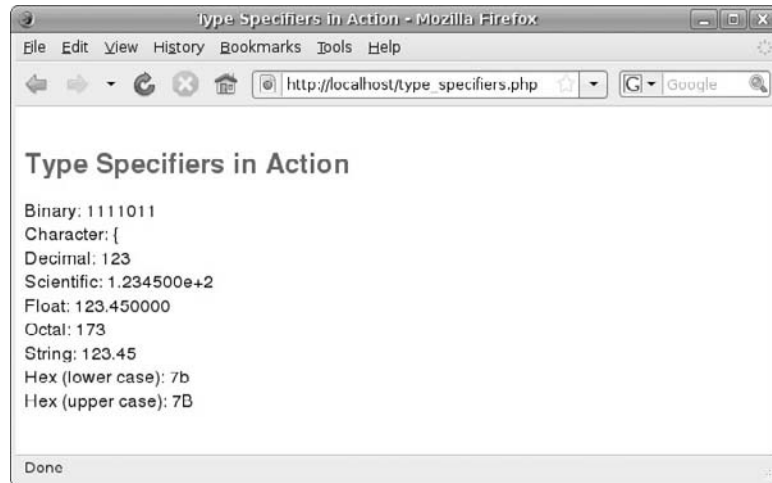 Type Specifiers in Action - Mozilla Firefox
File Edit View History Bookmarks Tools Help
http://localhost/type_specifiers.php G Google
Type Specifiers in Action
Binary: 1111011
Character: {
Decimal: 123
Scientific: 1.234500e+2
Float: 123.450000
Octal: 173
String: 123.45
Hex (lower case): 7b
Hex (upper case): 7B
Done